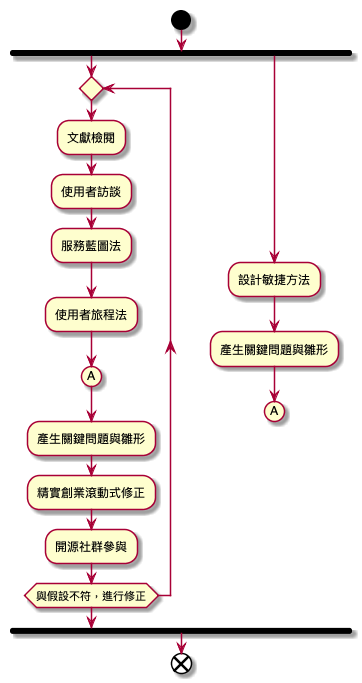 文獻檢閱
使用者訪談
服務藍圖法
使用者旅程法
A
產生關鍵問題與雛形
精實創業滾動式修正
開源社群參與
與假設不符，進行修正
設計敏捷方法
產生關鍵問題與雛形
A